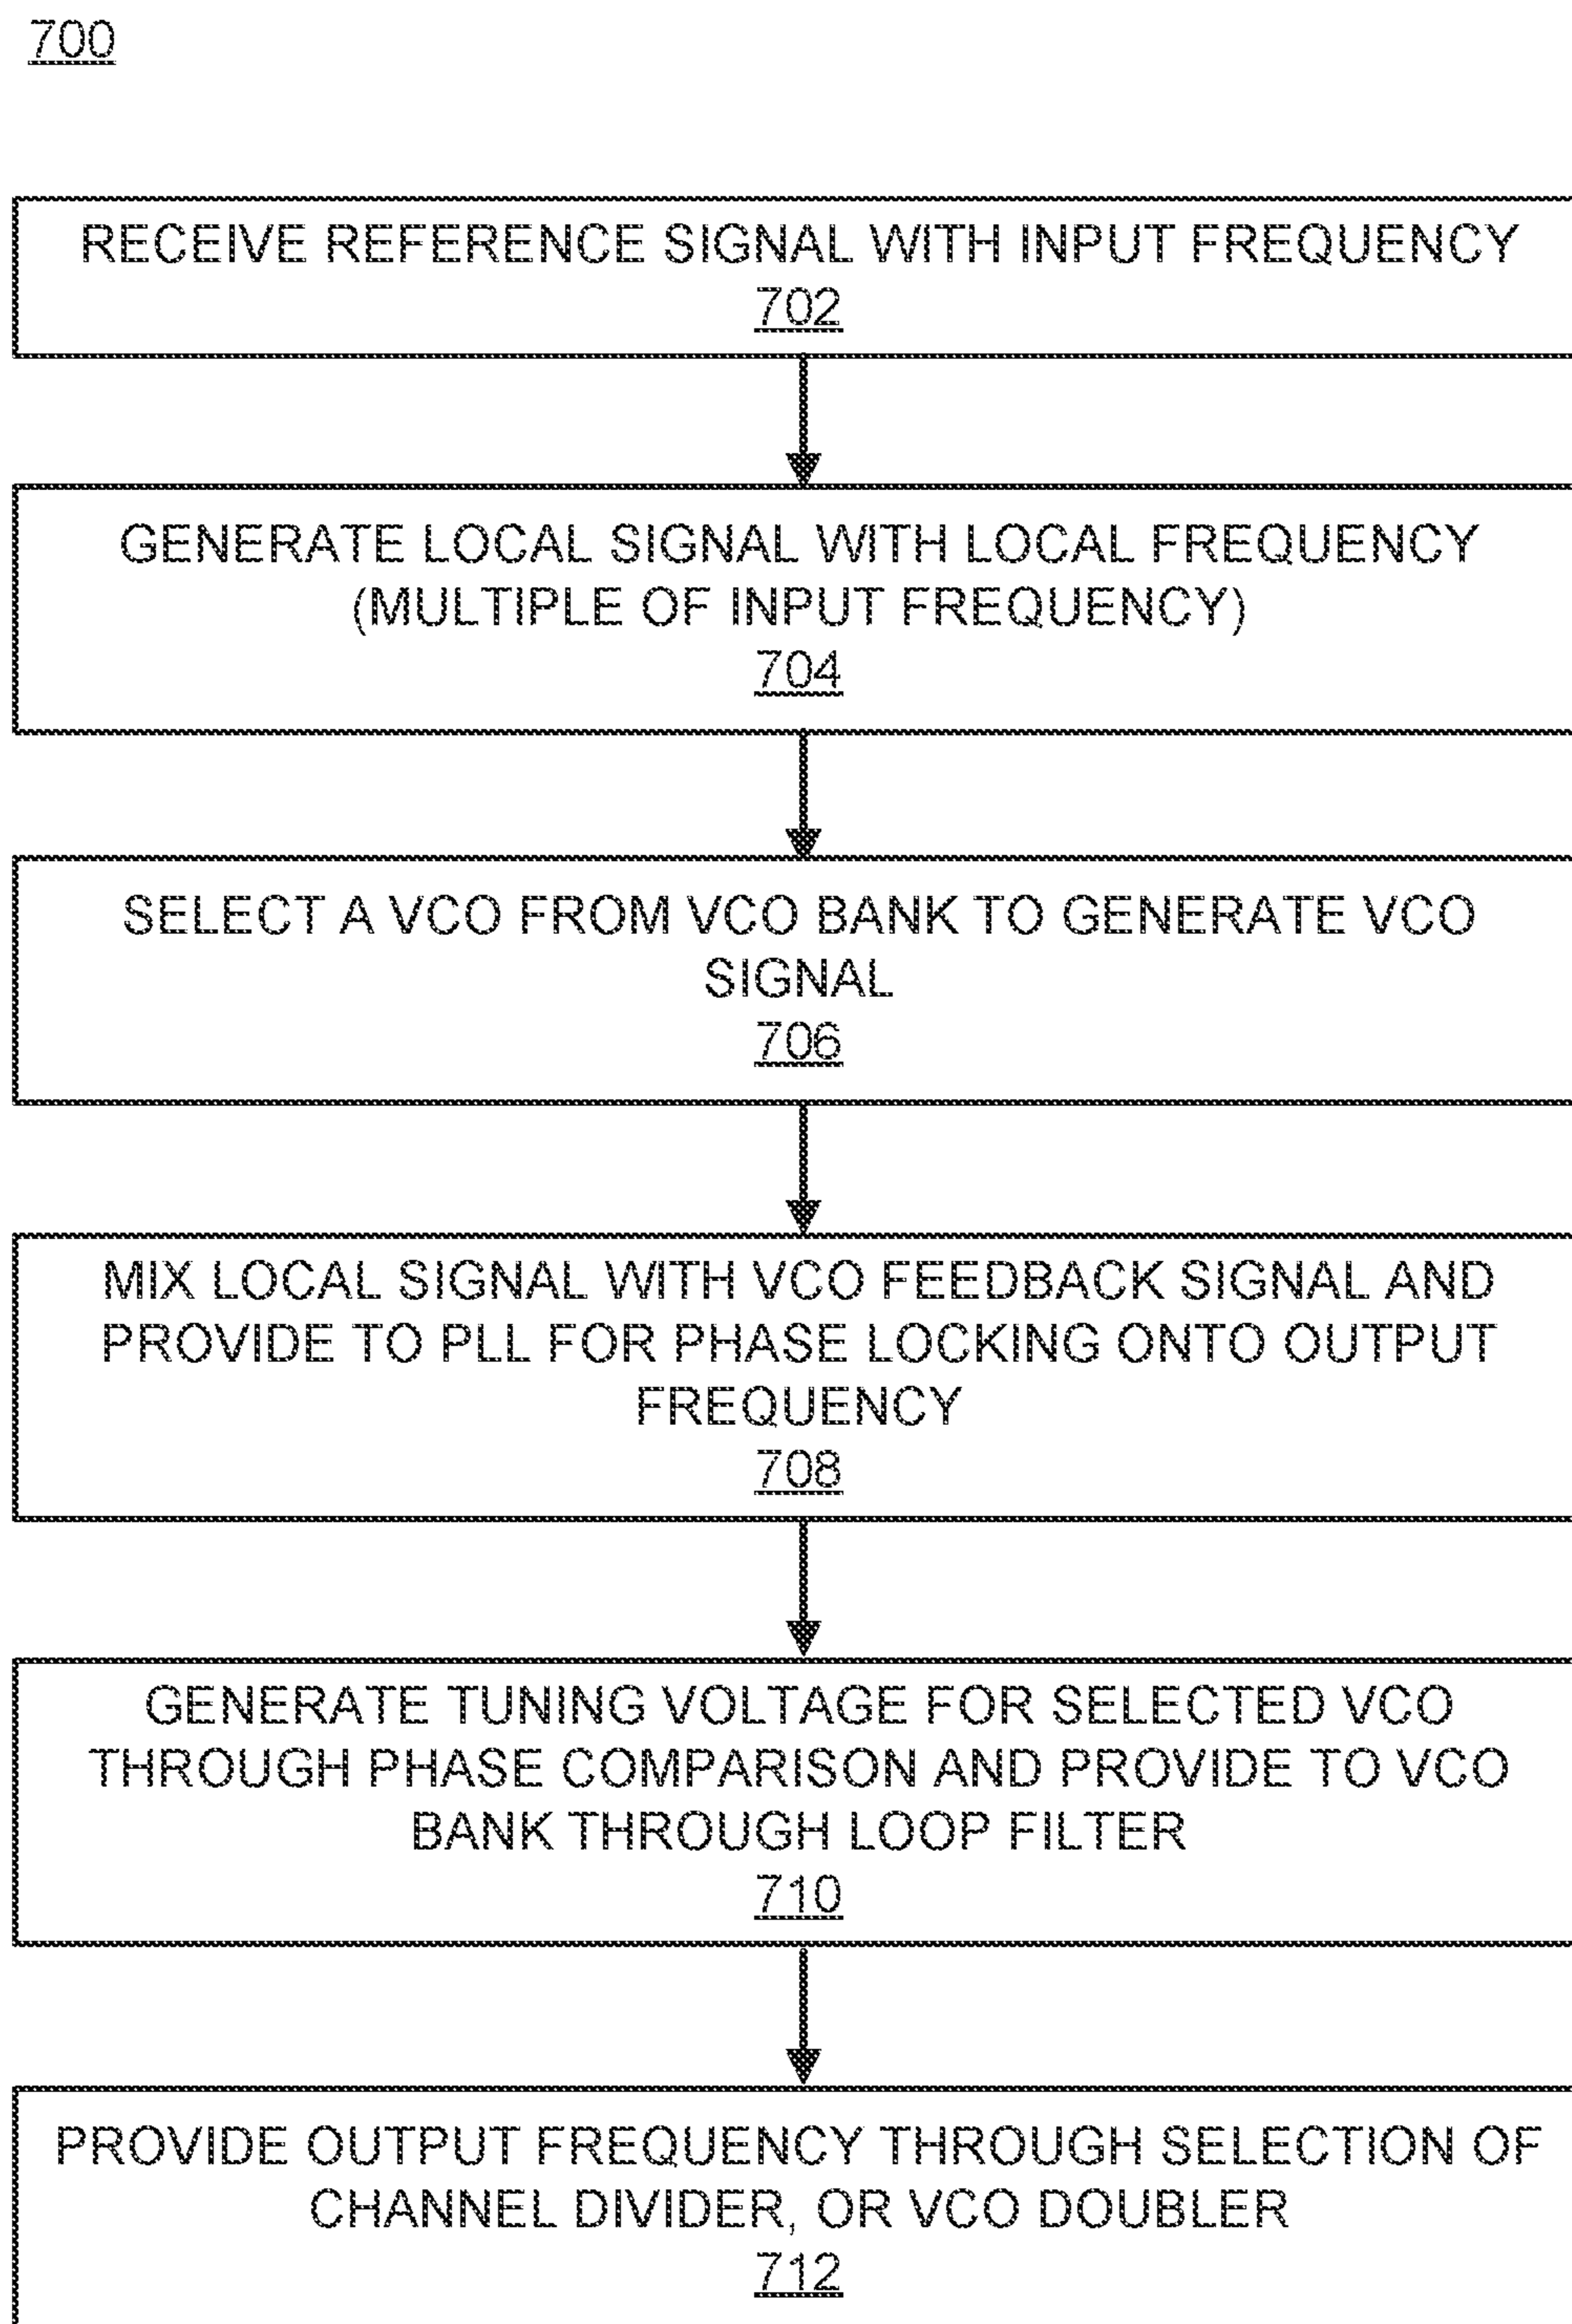 700
RECEIVE REFERENCE SIGNAL WITH INPUT FREQUENCY
702
GENERATE LOCAL SIGNAL WITH LOCAL FREQUENCY
(MULTIPLE OF INPUT FREQUENCY)
704
SELECT A VCO FROM VCO BANK TO GENERATE VCO
SIGNAL
706
MIX LOCAL SIGNAL WITH VCO FEEDBACK SIGNAL AND
PROVIDE TO PLL FOR PHASE LOCKING ONTO OUTPUT
FREQUENCY
708
GENERATE TUNING VOLTAGE FOR SELECTED VCO
THROUGH PHASE COMPARISON AND PROVIDE TO VCO
BANK THROUGH LOOP FILTER
710
PROVIDE OUTPUT FREQUENCY THROUGH SELECTION OF
CHANNEL DIVIDER, OR VCO DOUBLER
712